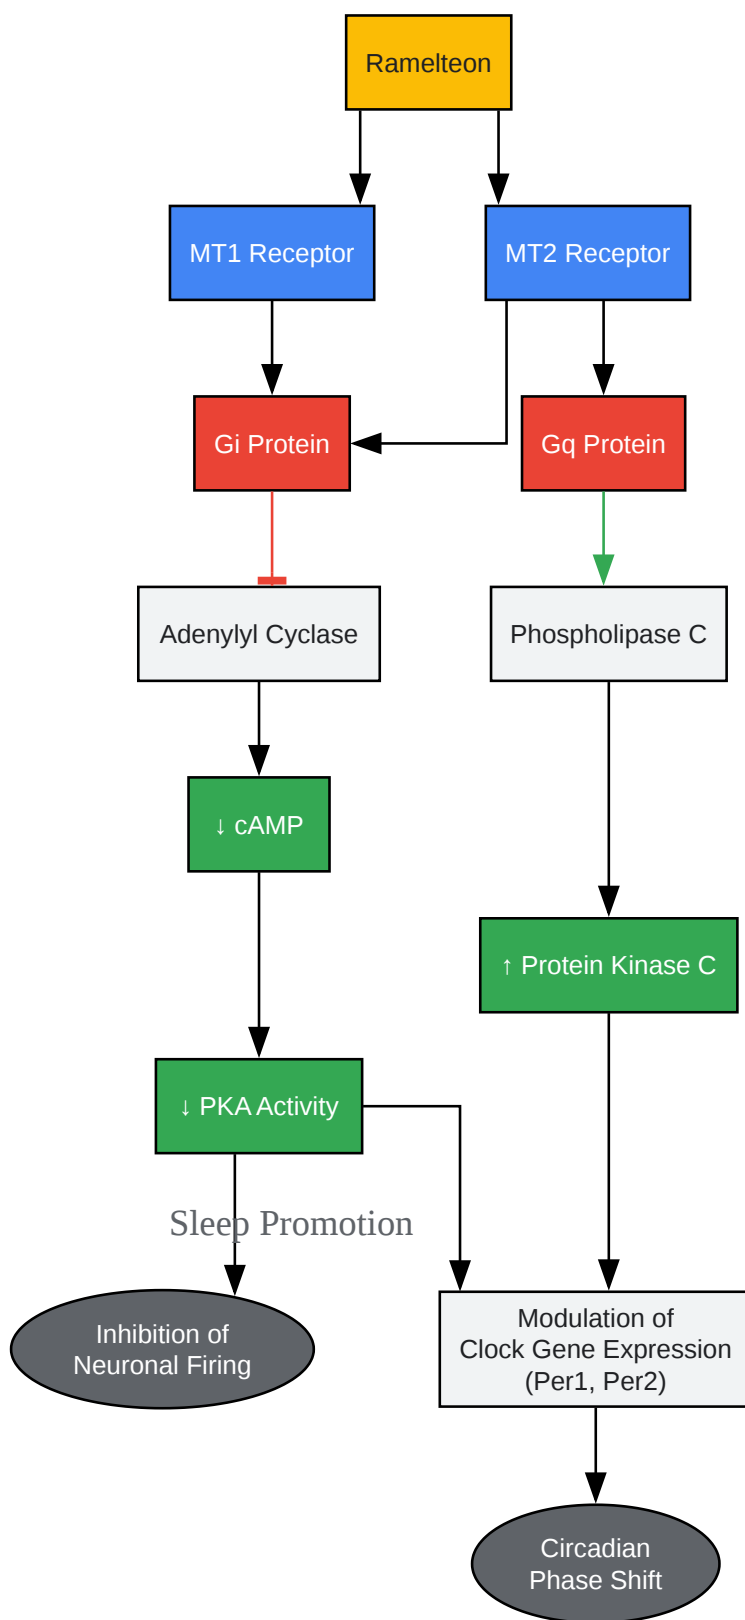 Ramelteon
MT1 Receptor
MT2 Receptor
Gi Protein
Gq Protein
Adenylyl Cyclase
Phospholipase C
↓ cAMP
↑ Protein Kinase C
↓ PKA Activity
Sleep Promotion
Inhibition of
Neuronal Firing
Modulation of
Clock Gene Expression
(Per1, Per2)
Circadian
Phase Shift